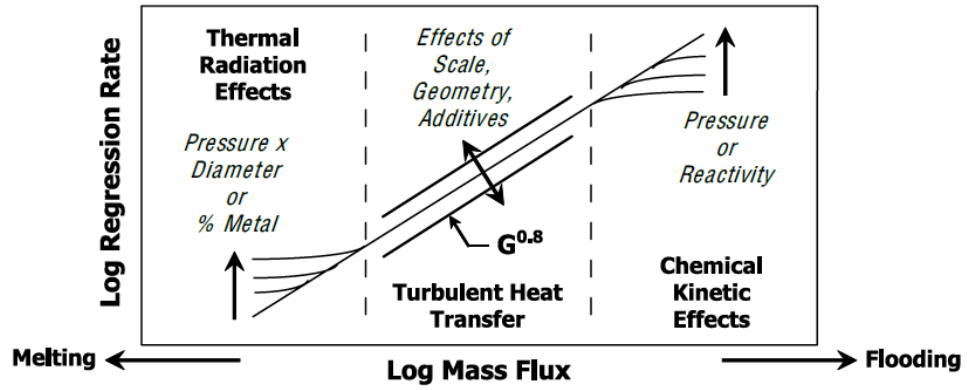 Thermal
Radiation
Effects
Pressure x
Diameter
or
% Metal
Effects of
Scale,
Geometry,
Additives
G^0.8
Turbulent Heat
Transfer
Pressure
or
Reactivity
Chemical
Kinetic
Effects
Log Regression Rate
Melting
Log Mass Flux
Flooding